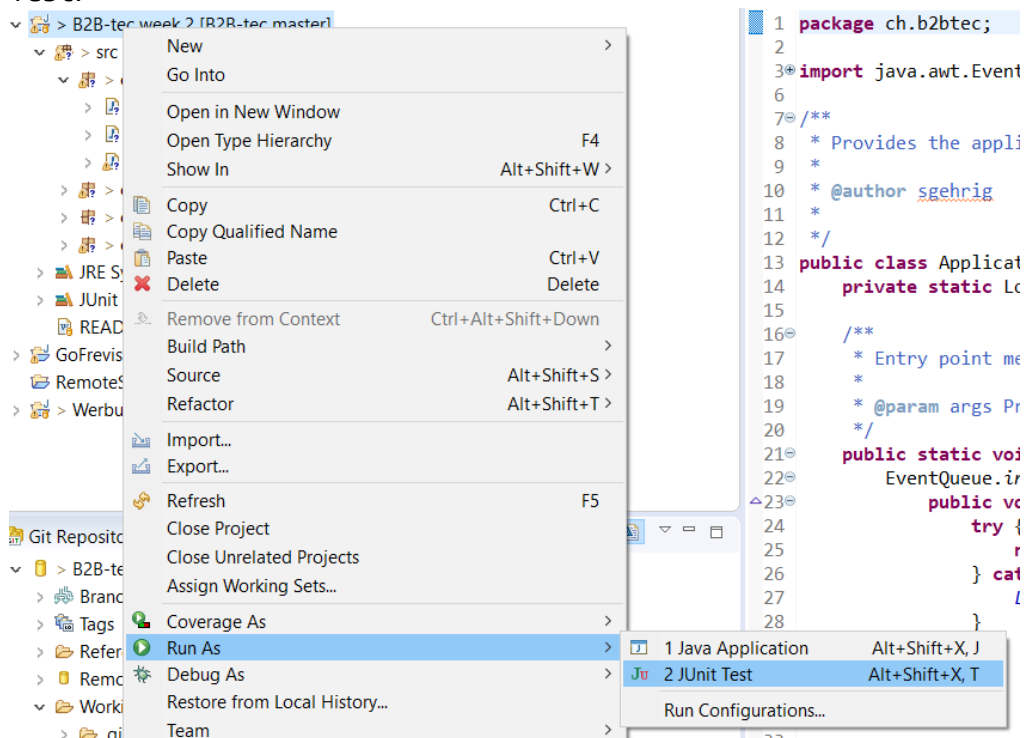 > B2B-tec week 2 [B2B-tec master]
> src
JRE Sy
JUnit
READ
GoFrevis
RemoteS
> Werbu
Git Reposito
> B2B-te
Branc
Tags
Refer
Remo
Worki
New
Go Into
Open in New Window
Open Type Hierarchy F4
Show In Alt+Shift+W >
Copy Ctrl+C
Copy Qualified Name
Paste Ctrl+V
Delete Delete
Remove from Context Ctrl+Alt+Shift+Down
Build Path
Source Alt+Shift+S >
Refactor Alt+Shift+T >
Import...
Export...
Refresh F5
Close Project
Close Unrelated Projects
Assign Working Sets...
Coverage As
Run As
Debug As
Restore from Local History...
Team
1 Java Application Alt+Shift+X, J
2 JUnit Test Alt+Shift+X, T
Run Configurations...
1 package ch.b2btec;
2
3 import java.awt.Event
6
7 /**
8 * Provides the appli
9 *
10 * @author sgehrig
11 *
12 */
13 public class Applicat
14 private static Lo
15
16 /**
17 * Entry point me
18 *
19 * @param args Pr
20 */
21 public static voi
22 EventQueue.in
23 public vo
24 try {
25
26 } cat
27
28 }